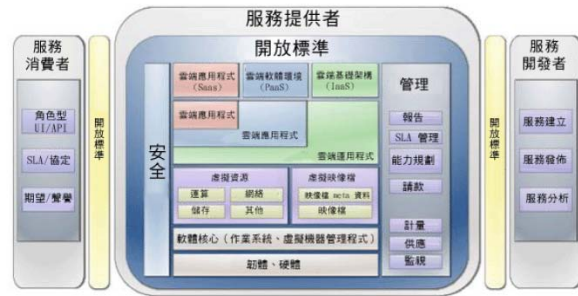 服務提供者
服務
消費者
角色型
UI/API
SLA/協定
期望/聲譽
開放標準
開放標準
安全
雲端應用程式
(Saas)
雲端軟體環境
(PaaS)
雲端基礎架構
(IaaS)
雲端應用程式
雲端應用程式
雲端運用程式
虛擬資源
運算
網絡
儲存
其他
虛擬映像檔
映像檔 meta 資料
映像檔
軟體核心（作業系統、虛擬機器管理程式）
韌體、硬體
管理
報告
SLA 管理
能力規劃
請款
計量
供應
監視
開放標準
服務
開發者
服務建立
服務發佈
服務分析